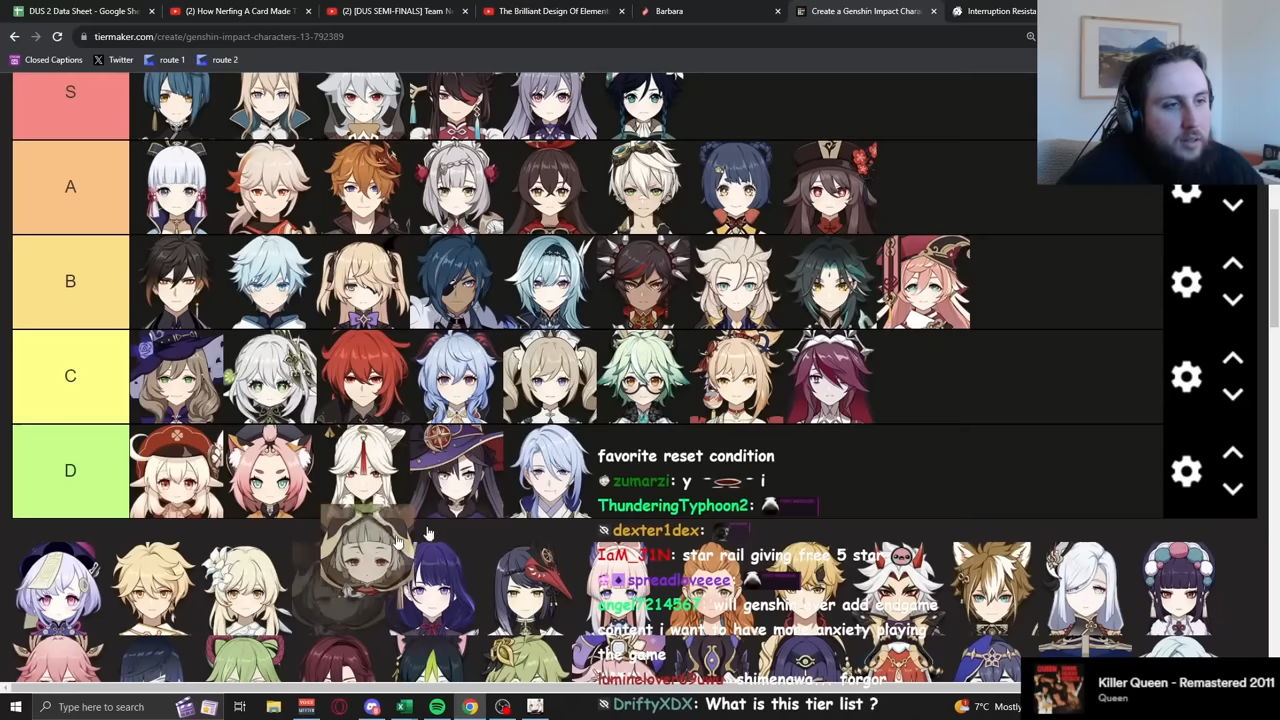 DUS 2 Data Sheet - Google She
(2) How Nerfing A Card Made T
(2) [DUS SEMI-FINALS] Team N
The Brilliant Design Of Element
Barbara
Create a Genshin Impact Chara
Interruption Resista
tiermaker.com/create/genshin-impact-characters-13-792389
Closed Captions
Twitter
route 1
route 2
S
A
B
C
D
favorite reset condition
zumarzi: y i
ThunderingTyphoon2:
dexter1dex:
IaM_J1N: star rail giving free 5 star
spreadloveeee:
angel7214567: will genshin ever add endgame
content i want to have more anxiety playing
the game
shimenawa... forgor
DriftyXDX: What is this tier list ?
QUEEN
Killer Queen - Remastered 2011
Queen
Type here to search
7°C Mostly